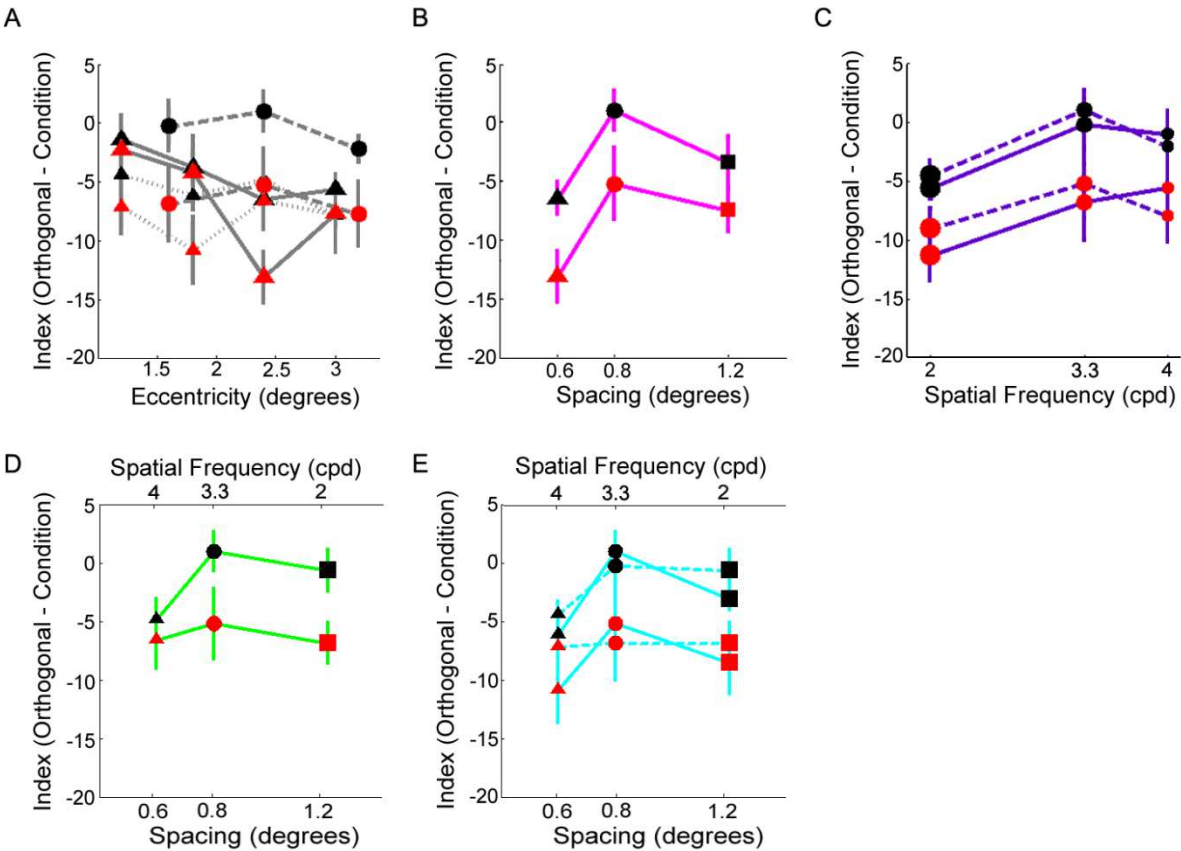 A
Index (Orthogonal - Condition)
5
0
-5
-10
-15
-20
1.5 2 2.5 3
Eccentricity (degrees)
B
Index (Orthogonal - Condition)
5
0
-5
-10
-15
-20
0.6 0.8 1.2
Spacing (degrees)
C
Index (Orthogonal - Condition)
5
0
-5
-10
-15
-20
2 3.3 4
Spatial Frequency (cpd)
D
Spatial Frequency (cpd)
4 3.3 2
Index (Orthogonal - Condition)
5
0
-5
-10
-15
-20
0.6 0.8 1.2
Spacing (degrees)
E
Spatial Frequency (cpd)
4 3.3 2
Index (Orthogonal - Condition)
5
0
-5
-10
-15
-20
0.6 0.8 1.2
Spacing (degrees)